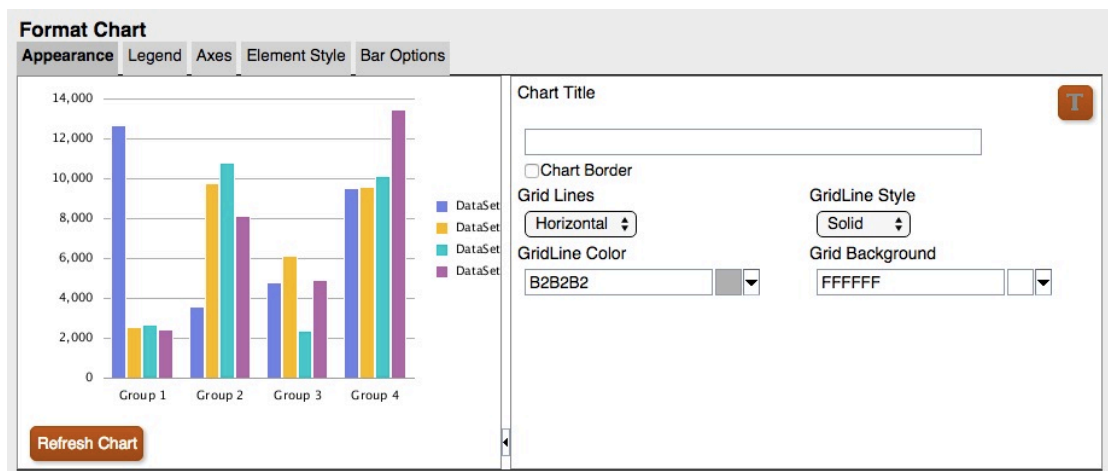 Format Chart
Appearance Legend Axes Element Style Bar Options
14,000
12,000
10,000
8,000
6,000
4,000
2,000
0
Group 1 Group 2 Group 3 Group 4
DataSet
DataSet
DataSet
DataSet
Refresh Chart
Chart Title
T
Chart Border
Grid Lines GridLine Style
Horizontal Solid
GridLine Color Grid Background
B2B2B2 FFFFFF